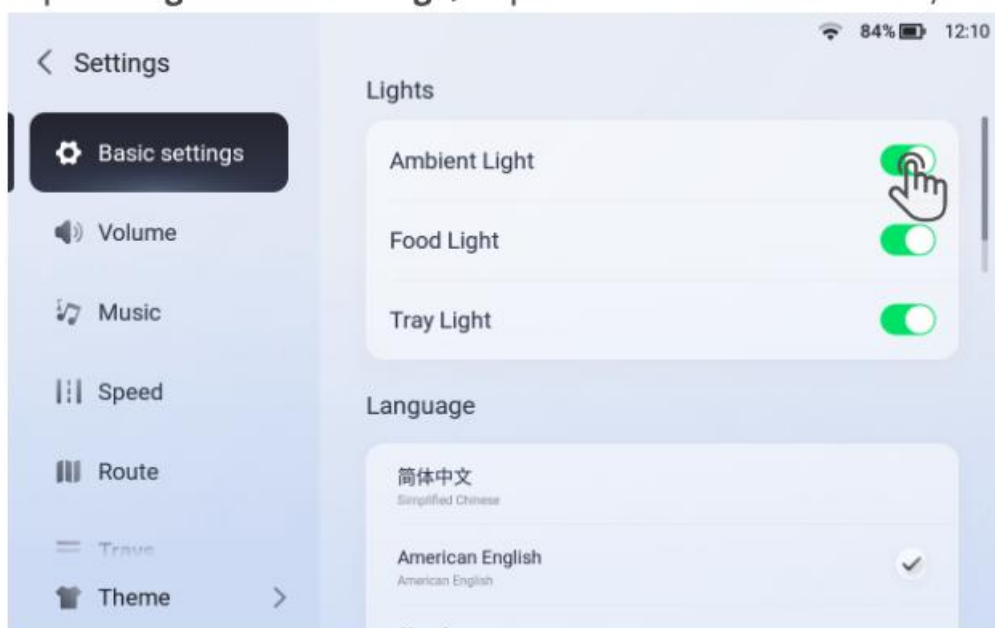 84% 12:10
Settings
Lights
Basic settings
Ambient Light
Volume
Food Light
Music
Tray Light
Speed
Language
Route
简体中文
Simplified Chinese
Trays
American English
American English
Theme